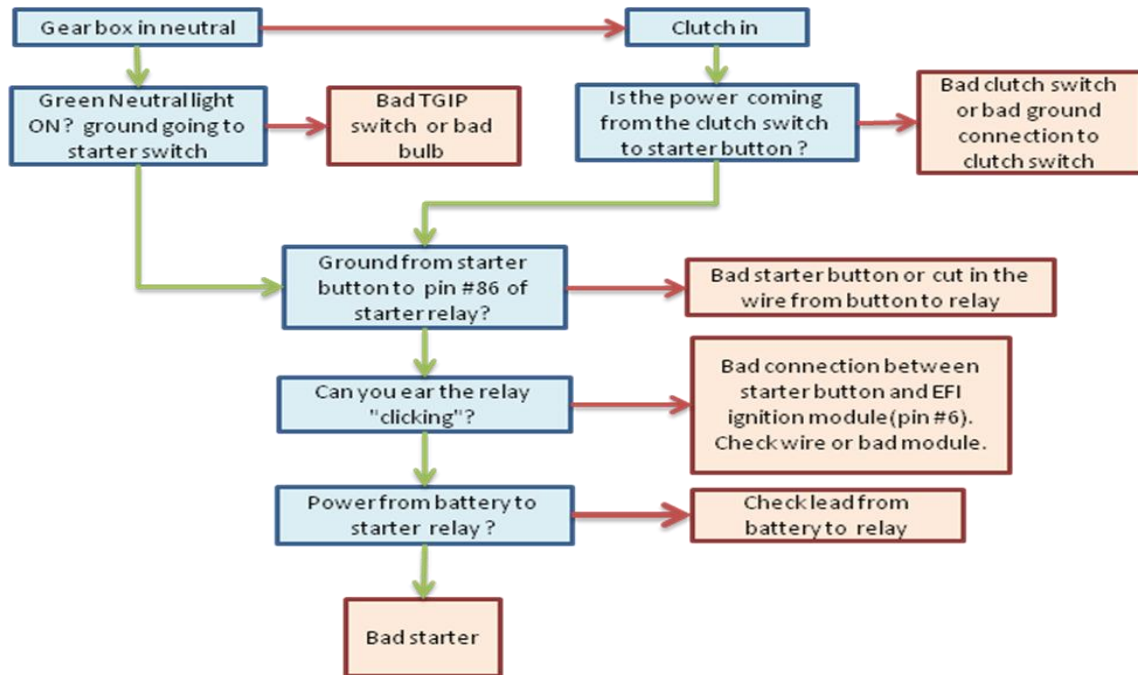 Gear box in neutral
Clutch in
Green Neutral light
ON? ground going to
starter switch
Bad TGIP
switch or bad
bulb
Is the power coming
from the clutch switch
to starter button ?
Bad clutch switch
or bad ground
connection to
clutch switch
Ground from starter
button to pin #86 of
starter relay?
Bad starter button or cut in the
wire from button to relay
Can you ear the relay
"clicking"?
Bad connection between
starter button and EFI
ignition module(pin #6).
Check wire or bad module.
Power from battery to
starter relay ?
Check lead from
battery to relay
Bad starter